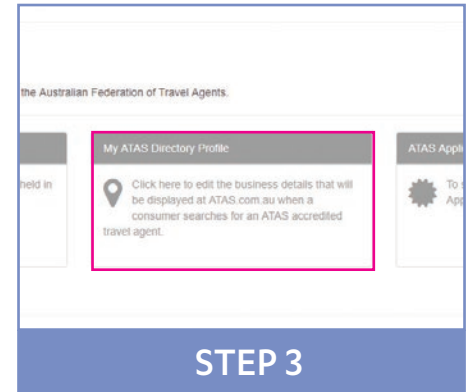 the Australian Federation of Travel Agents.
My ATAS Directory Profile
ATAS Appli
held in
Click here to edit the business details that will
be displayed at ATAS.com.au when a
consumer searches for an ATAS accredited
travel agent.
To s
App
STEP 3